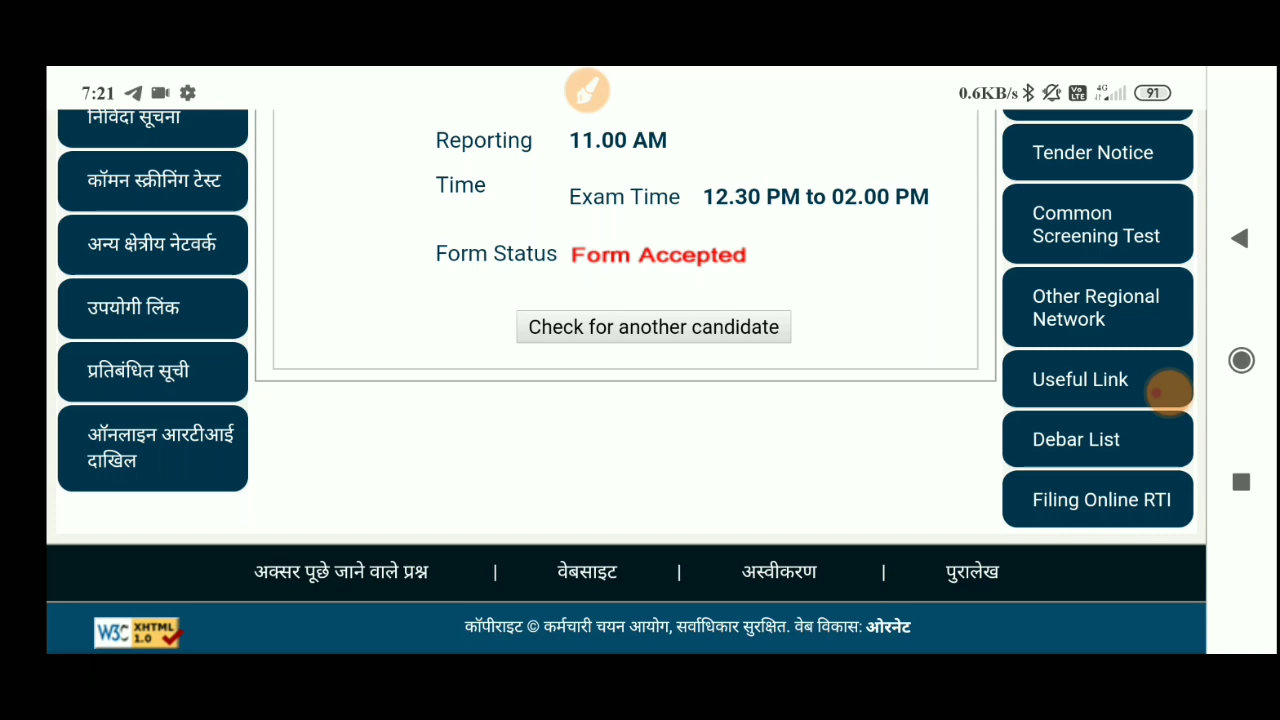 7:21
0.6KB/s Vo LTE 4G 91
निविदा सूचना
कॉमन स्क्रीनिंग टेस्ट
अन्य क्षेत्रीय नेटवर्क
उपयोगी लिंक
प्रतिबंधित सूची
ऑनलाइन आरटीआई
दाखिल
Reporting 11.00 AM
Time
Exam Time 12.30 PM to 02.00 PM
Form Status Form Accepted
Check for another candidate
Tender Notice
Common
Screening Test
Other Regional
Network
Useful Link
Debar List
Filing Online RTI
अक्सर पूछे जाने वाले प्रश्न | वेबसाइट | अस्वीकरण | पुरालेख
W3C XHTML 1.0
कॉपीराइट © कर्मचारी चयन आयोग, सर्वाधिकार सुरक्षित. वेब विकास: ओरनेट